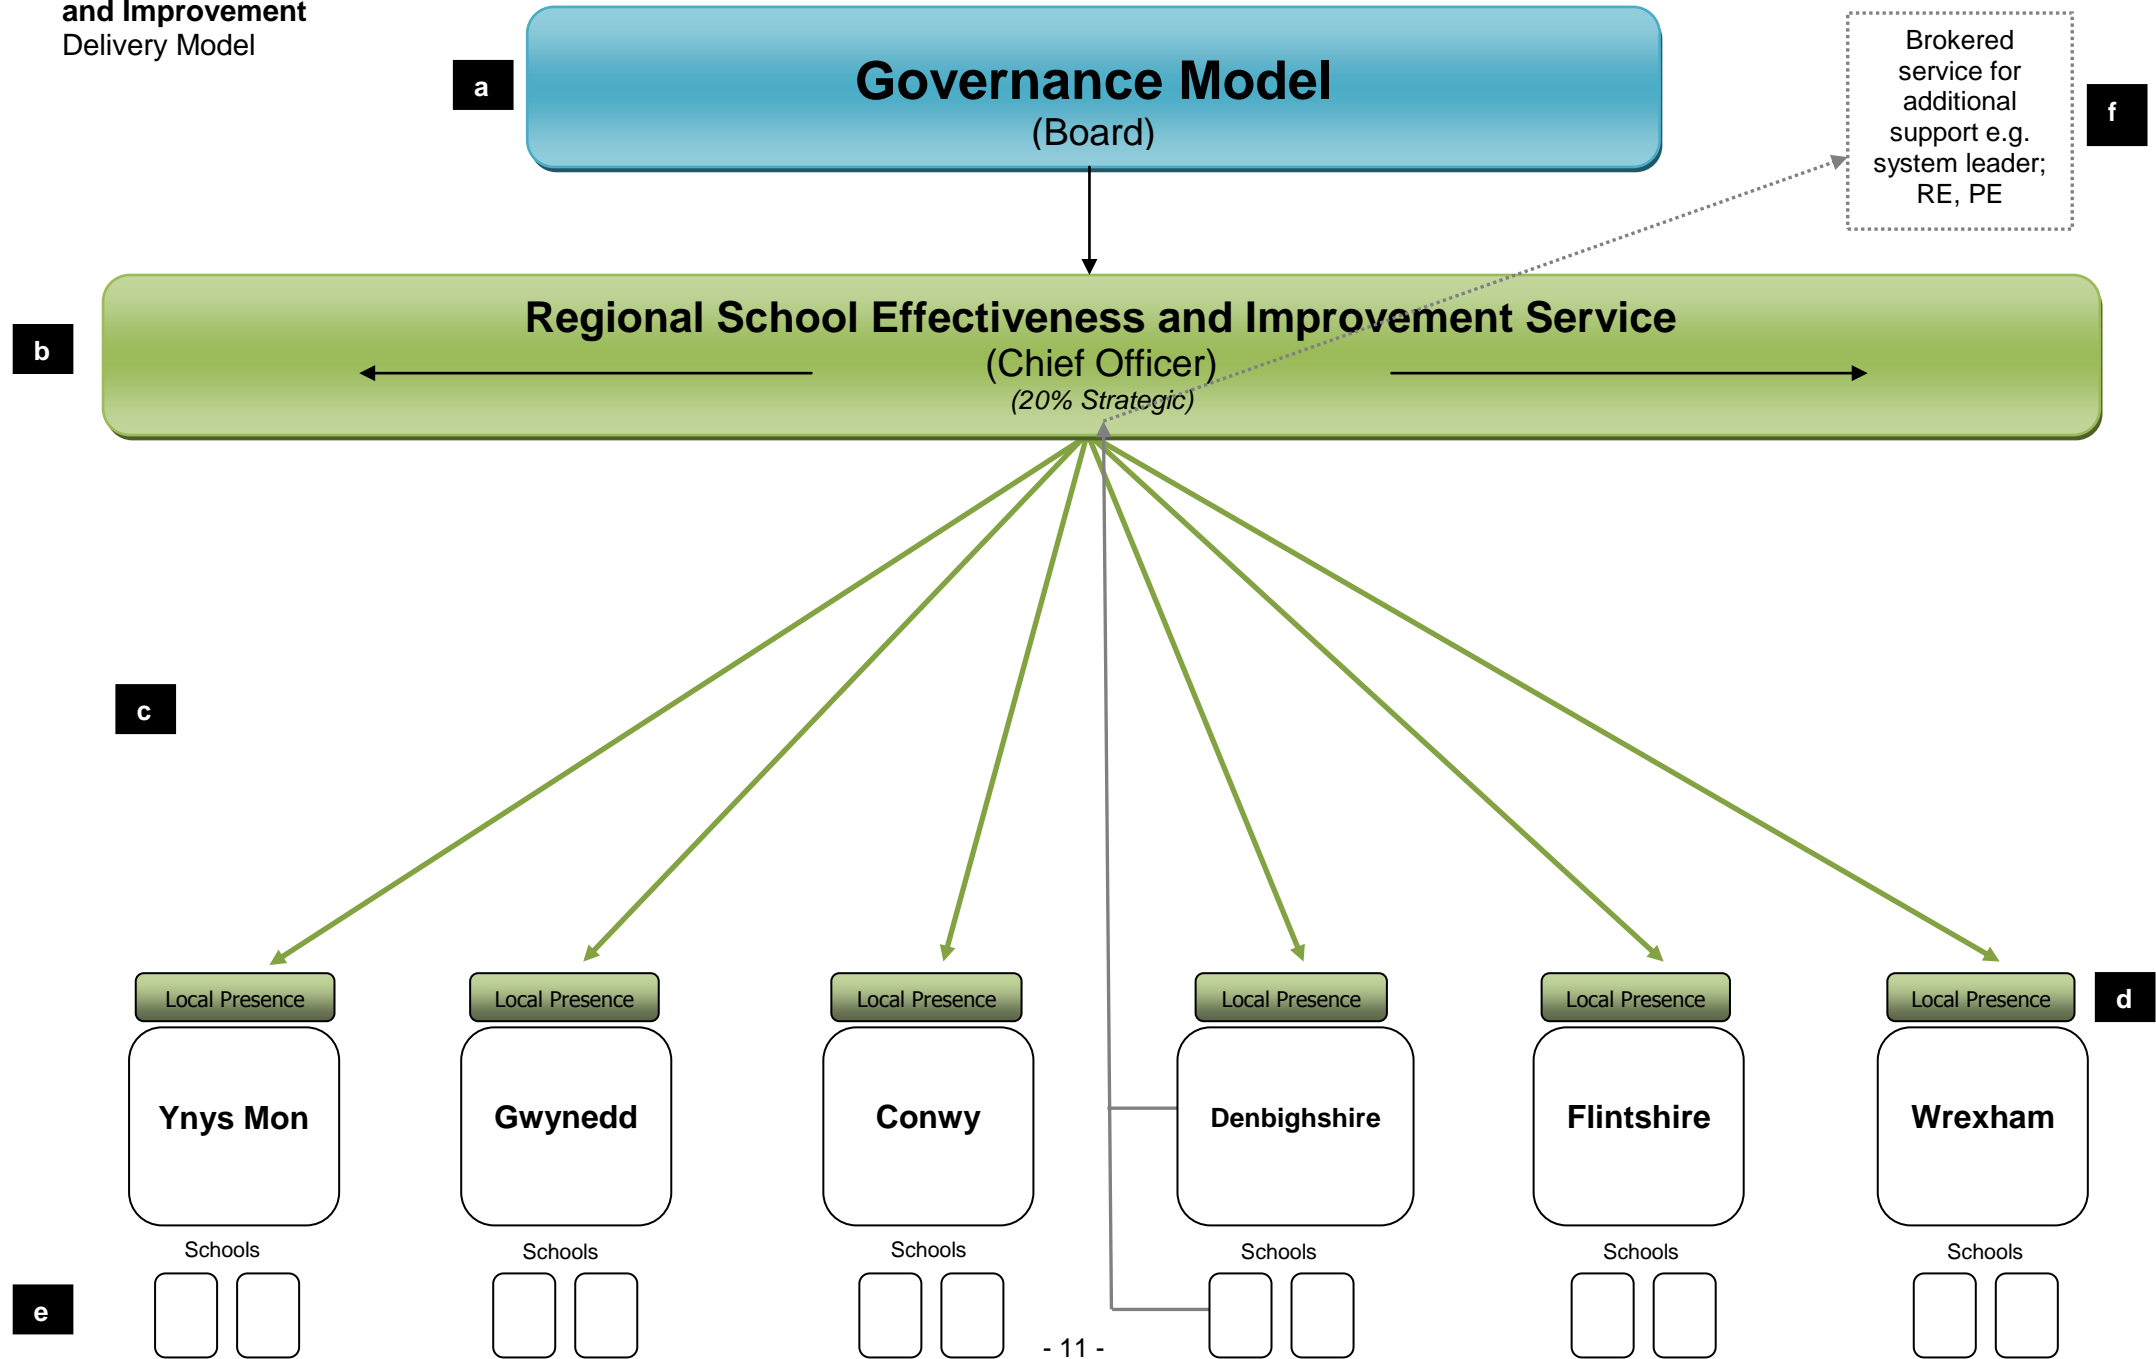 and Improvement
Delivery Model
a
Governance Model
(Board)
Brokered
service for
additional
support e.g.
system leader;
RE, PE
f
b
Regional School Effectiveness and Improvement Service
(Chief Officer)
(20% Strategic)
c
Local Presence
Local Presence
Local Presence
Local Presence
Local Presence
Local Presence
d
Ynys Mon
Gwynedd
Conwy
Denbighshire
Flintshire
Wrexham
Schools
Schools
Schools
Schools
Schools
Schools
e
- 11 -